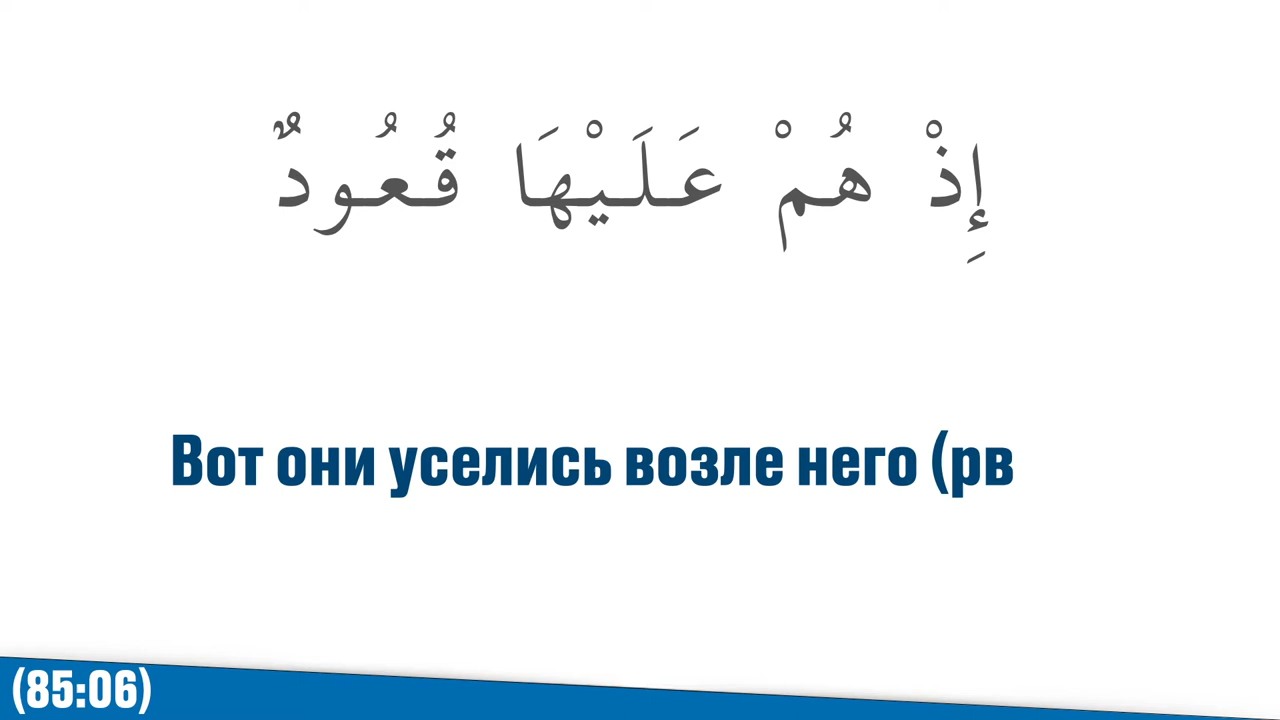 إِذْ هُمْ عَلَيْهَا قُعُودٌ
Вот они уселись возле него (рв
(85:06)